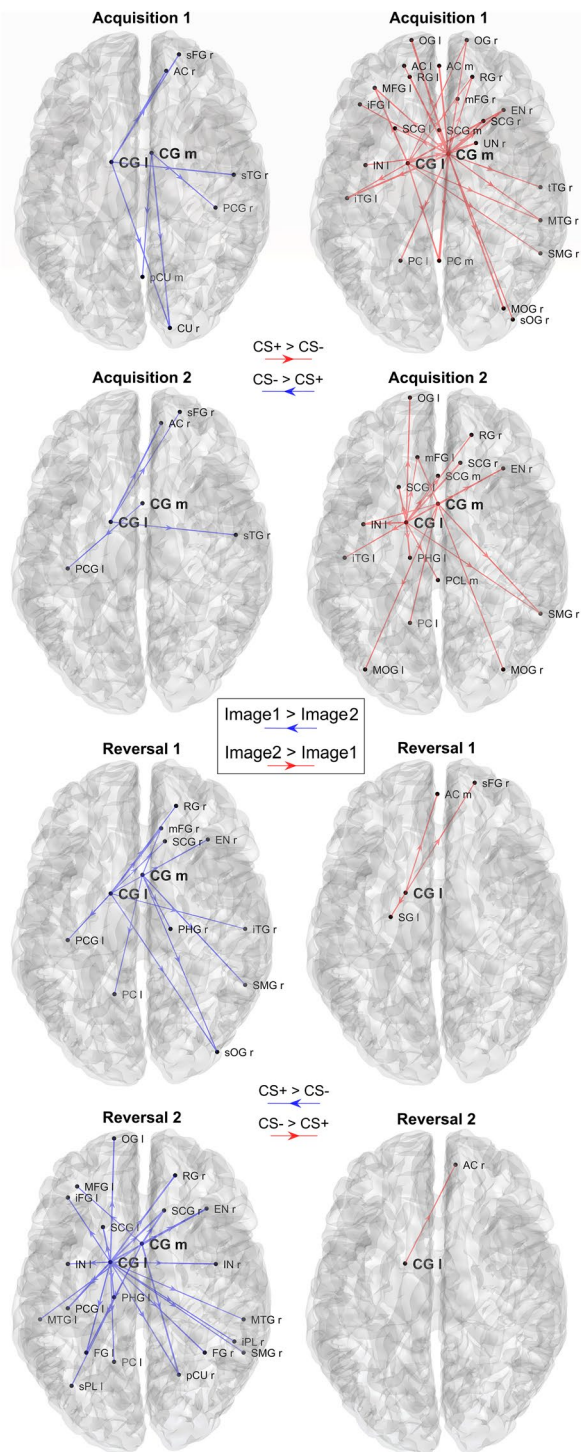 Acquisition 1
sFG r
AC r
CG l
CG m
sTG r
PCG r
pCU m
CU r
Acquisition 1
OG l
OG r
AC l
AC m
RG l
RG r
MFG l
mFG r
iFG l
EN r
SCG r
SCG l
SCG m
UN r
CG m
IN l
CG l
tTG r
iTG l
MTG r
SMG r
PC l
PC m
MOG r
sOG r
CS+ > CS-
CS- > CS+
Acquisition 2
sFG r
AC r
CG m
CG l
sTG r
PCG l
Acquisition 2
OG l
RG r
mFG l
SCG r
EN r
SCG m
SCG l
CG m
IN l
CG l
iTG l
PHG l
PCL m
SMG r
PC l
MOG l
MOG r
Image1 > Image2
Image2 > Image1
Reversal 1
RG r
mFG r
SCG r
EN r
CG m
CG l
PHG r
iTG r
PCG l
SMG r
PC l
sOG r
Reversal 1
sFG r
AC m
CG l
SG l
CS+ > CS-
CS- > CS+
Reversal 2
OG l
RG r
MFG l
iFG l
SCG r
EN r
SCG l
CG m
IN l
CG l
IN r
PHG l
PCG l
MTG l
MTG r
iPL r
FG l
FG r
SMG r
PC l
pCU r
sPL l
Reversal 2
AC r
CG l